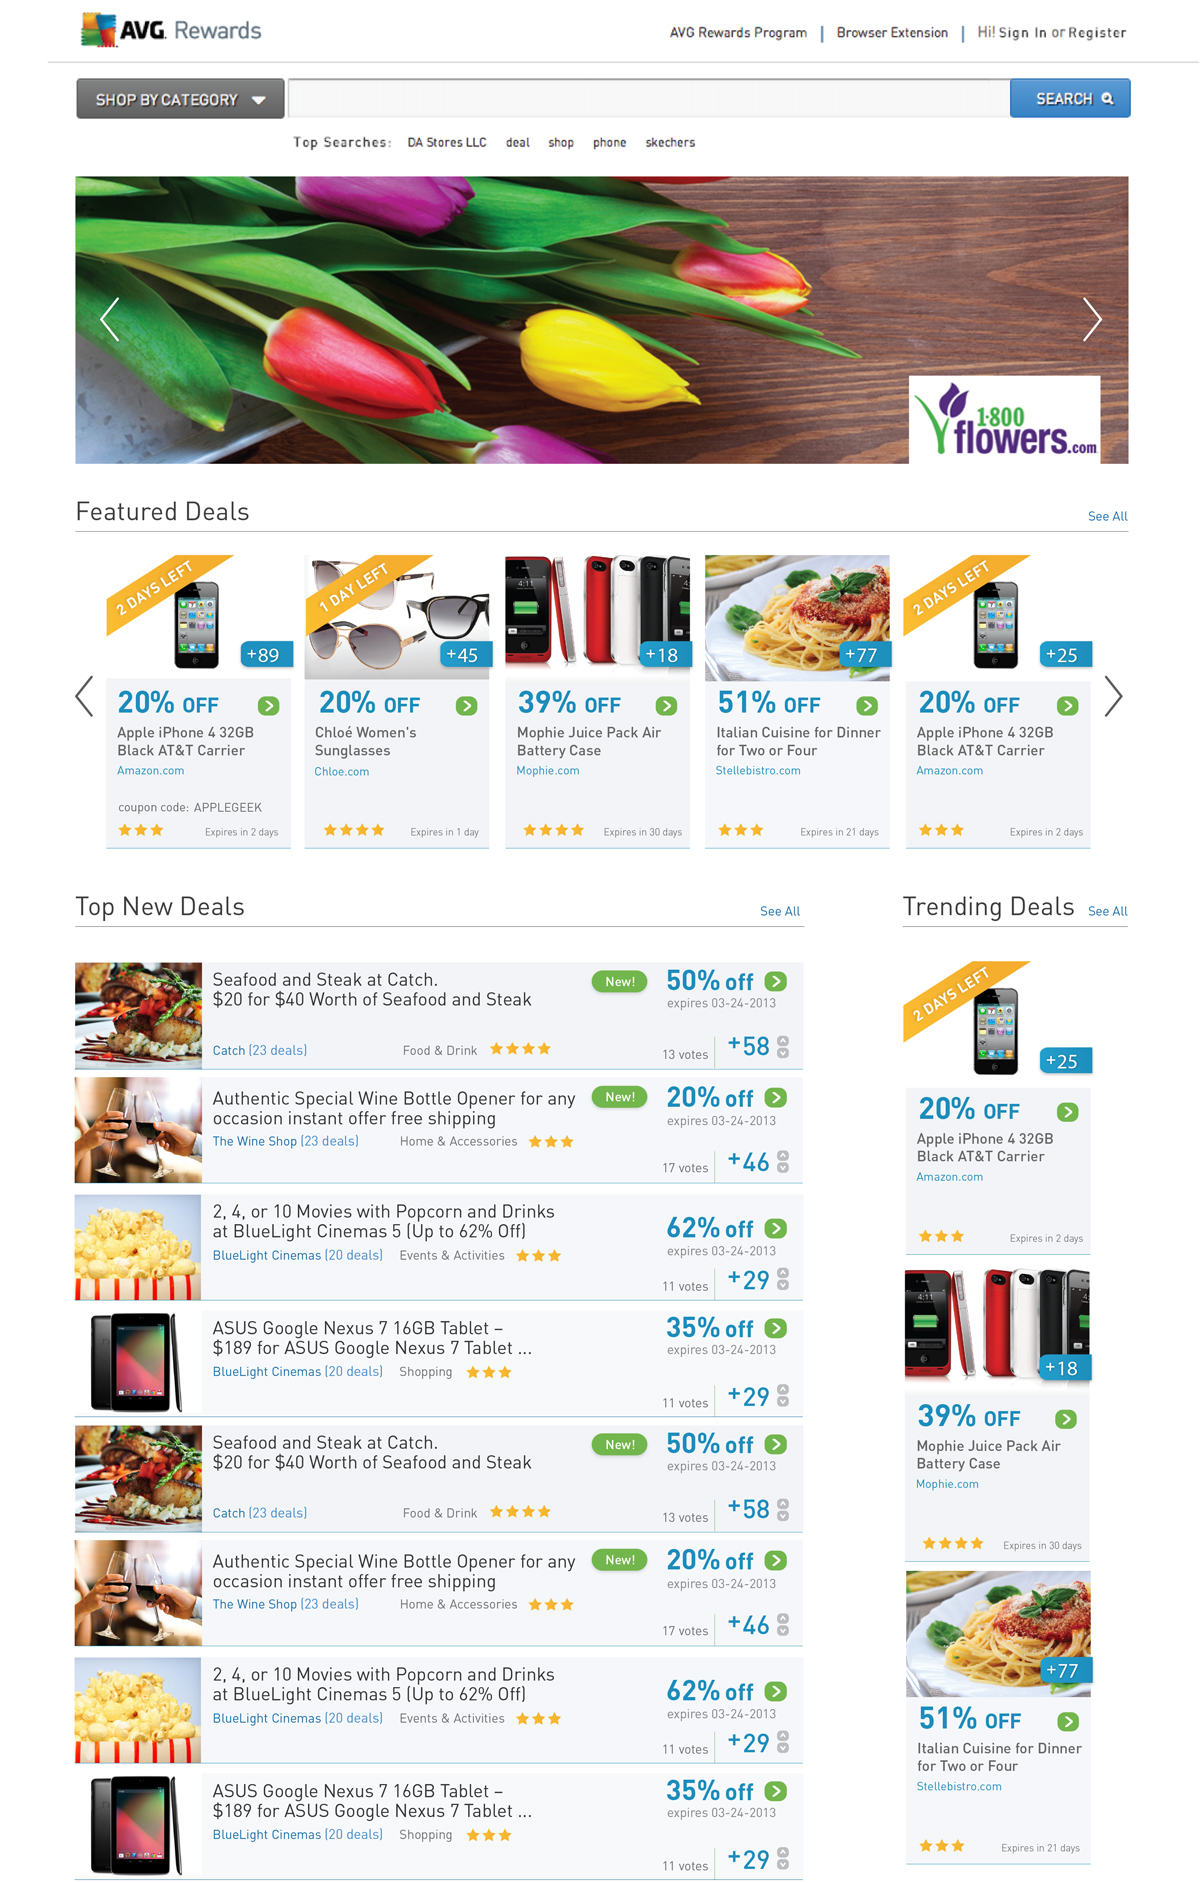 AVG. Rewards
AVG Rewards Program | Browser Extension | Hi! Sign In or Register
SHOP BY CATEGORY
SEARCH
Top Searches: DA Stores LLC deal shop phone skechers
1·800
flowers.com
Featured Deals
See All
2 DAYS LEFT
+89
20% OFF
Apple iPhone 4 32GB
Black AT&T Carrier
Amazon.com
coupon code: APPLEGEEK
Expires in 2 days
1 DAY LEFT
+45
20% OFF
Chloé Women's
Sunglasses
Chloe.com
Expires in 1 day
4:11
+18
39% OFF
Mophie Juice Pack Air
Battery Case
Mophie.com
Expires in 30 days
+77
51% OFF
Italian Cuisine for Dinner
for Two or Four
Stellebistro.com
Expires in 21 days
2 DAYS LEFT
+25
20% OFF
Apple iPhone 4 32GB
Black AT&T Carrier
Amazon.com
Expires in 2 days
Top New Deals
See All
Seafood and Steak at Catch.
$20 for $40 Worth of Seafood and Steak
New!
50% off
expires 03-24-2013
Catch (23 deals)
Food & Drink
13 votes
+58
Authentic Special Wine Bottle Opener for any
occasion instant offer free shipping
New!
20% off
expires 03-24-2013
The Wine Shop (23 deals)
Home & Accessories
17 votes
+46
2, 4, or 10 Movies with Popcorn and Drinks
at BlueLight Cinemas 5 (Up to 62% Off)
62% off
expires 03-24-2013
BlueLight Cinemas (20 deals)
Events & Activities
11 votes
+29
ASUS Google Nexus 7 16GB Tablet –
$189 for ASUS Google Nexus 7 Tablet ...
35% off
expires 03-24-2013
BlueLight Cinemas (20 deals)
Shopping
11 votes
+29
Seafood and Steak at Catch.
$20 for $40 Worth of Seafood and Steak
New!
50% off
expires 03-24-2013
Catch (23 deals)
Food & Drink
13 votes
+58
Authentic Special Wine Bottle Opener for any
occasion instant offer free shipping
New!
20% off
expires 03-24-2013
The Wine Shop (23 deals)
Home & Accessories
17 votes
+46
2, 4, or 10 Movies with Popcorn and Drinks
at BlueLight Cinemas 5 (Up to 62% Off)
62% off
expires 03-24-2013
BlueLight Cinemas (20 deals)
Events & Activities
11 votes
+29
ASUS Google Nexus 7 16GB Tablet –
$189 for ASUS Google Nexus 7 Tablet ...
35% off
expires 03-24-2013
BlueLight Cinemas (20 deals)
Shopping
11 votes
+29
Trending Deals
See All
2 DAYS LEFT
+25
20% OFF
Apple iPhone 4 32GB
Black AT&T Carrier
Amazon.com
Expires in 2 days
4:11
+18
39% OFF
Mophie Juice Pack Air
Battery Case
Mophie.com
Expires in 30 days
+77
51% OFF
Italian Cuisine for Dinner
for Two or Four
Stellebistro.com
Expires in 21 days